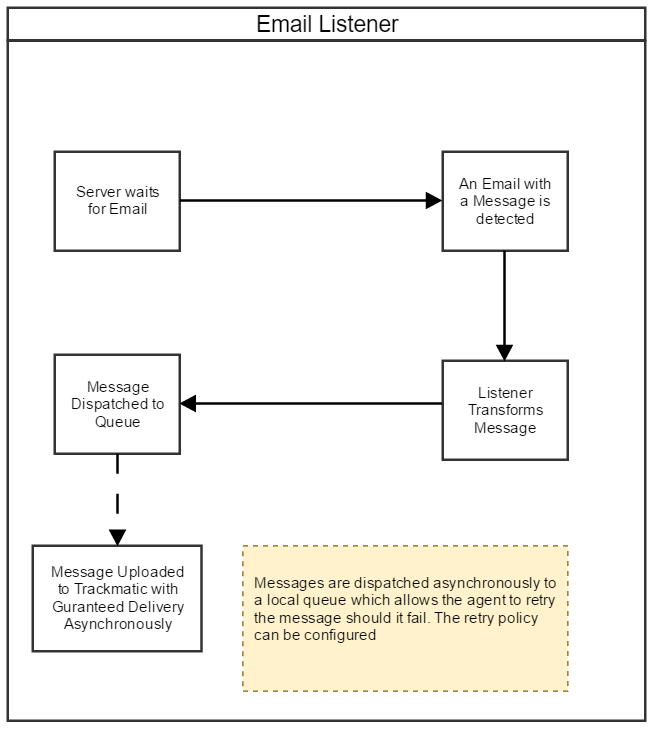 Email Listener
Server waits
for Email
An Email with
a Message is
detected
Listener
Transforms
Message
Message
Dispatched to
Queue
Message Uploaded
to Trackmatic with
Guranteed Delivery
Asynchronously
Messages are dispatched asynchronously to
a local queue which allows the agent to retry
the message should it fail. The retry policy
can be configured